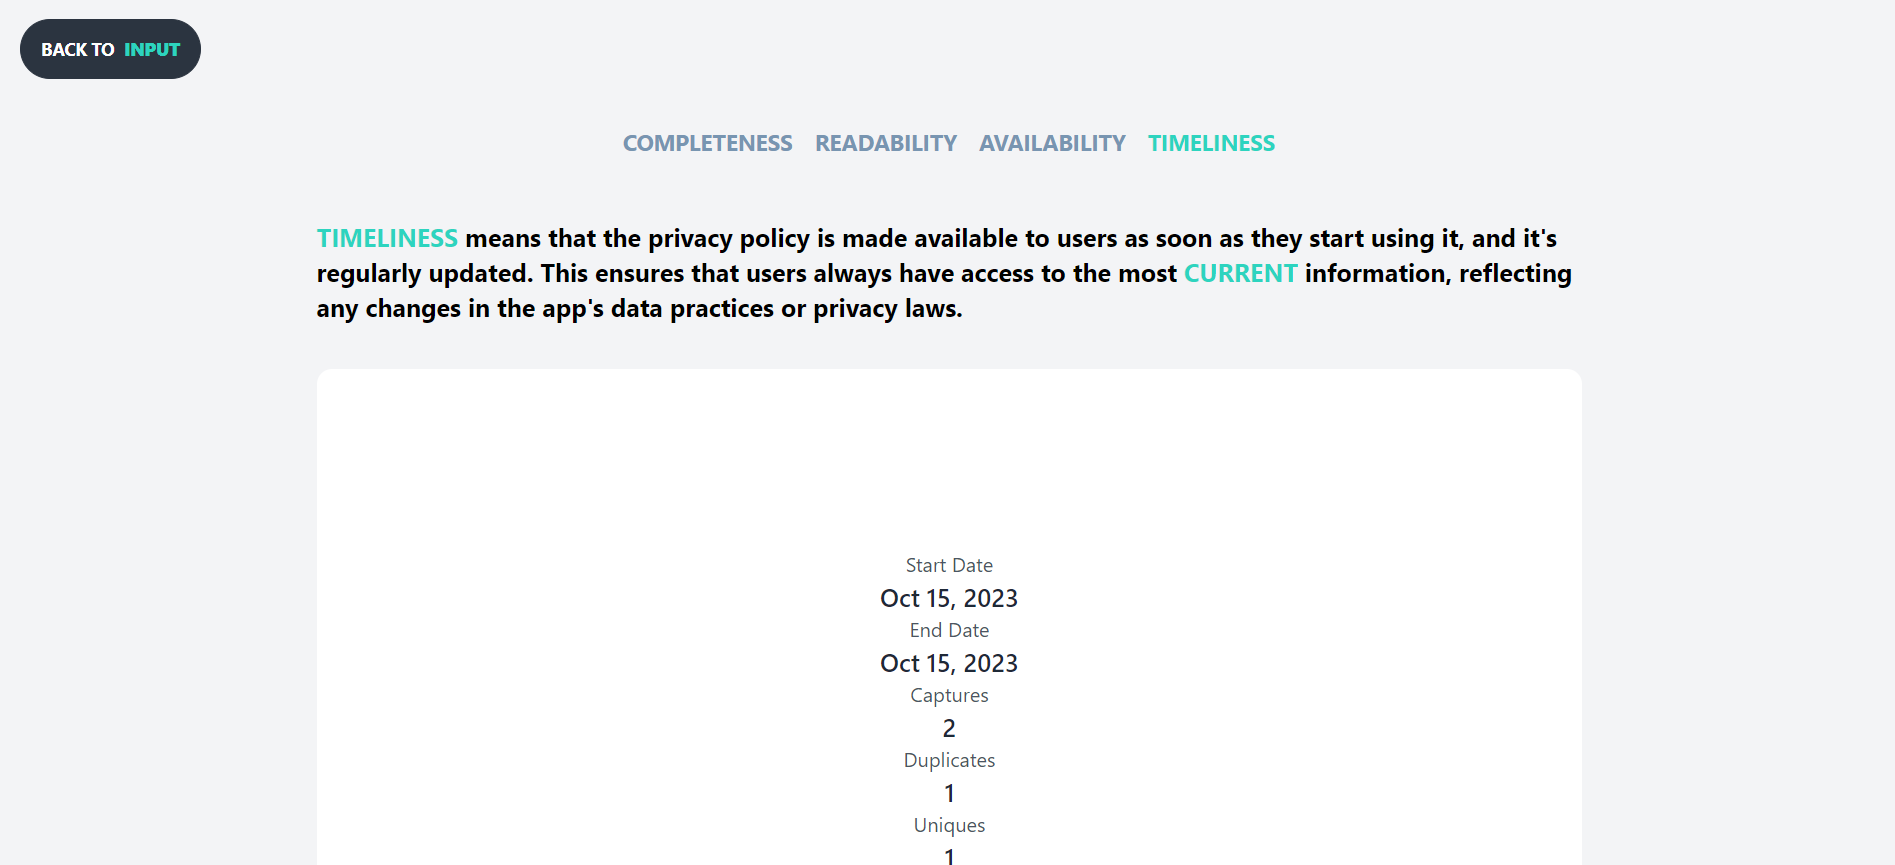 BACK TO INPUT
COMPLETENESS READABILITY AVAILABILITY TIMELINESS
TIMELINESS means that the privacy policy is made available to users as soon as they start using it, and it's
regularly updated. This ensures that users always have access to the most CURRENT information, reflecting
any changes in the app's data practices or privacy laws.
Start Date
Oct 15, 2023
End Date
Oct 15, 2023
Captures
2
Duplicates
1
Uniques
1